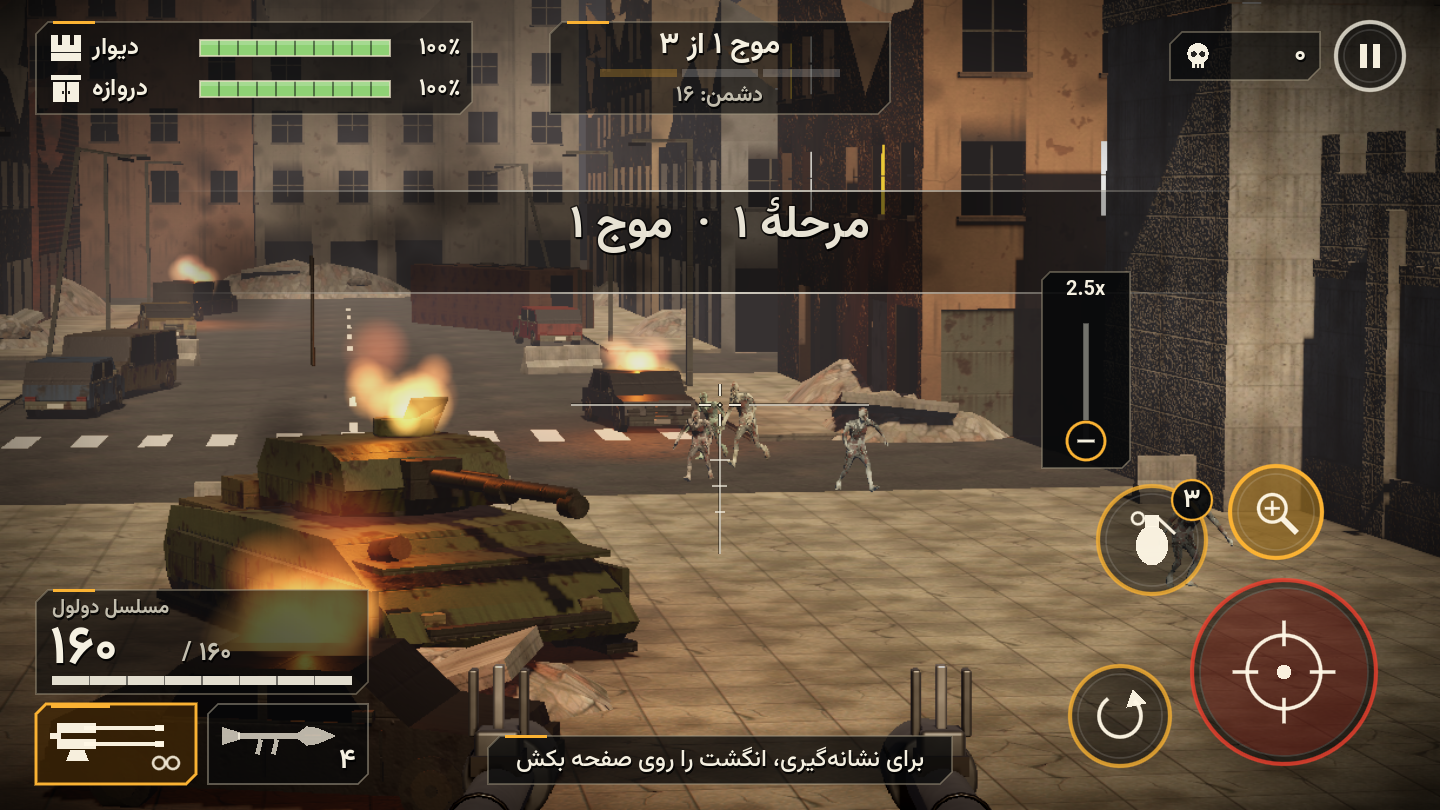 دیوار ۱۰۰٪
دروازه ۱۰۰٪
موج ۱ از ۳
دشمن: ۱۶
۰
مرحلهٔ ۱ · موج ۱
2.5x
۳
مسلسل دولول
۱۶۰ / ۱۶۰
∞
۴
برای نشانه‌گیری، انگشت را روی صفحه بکش